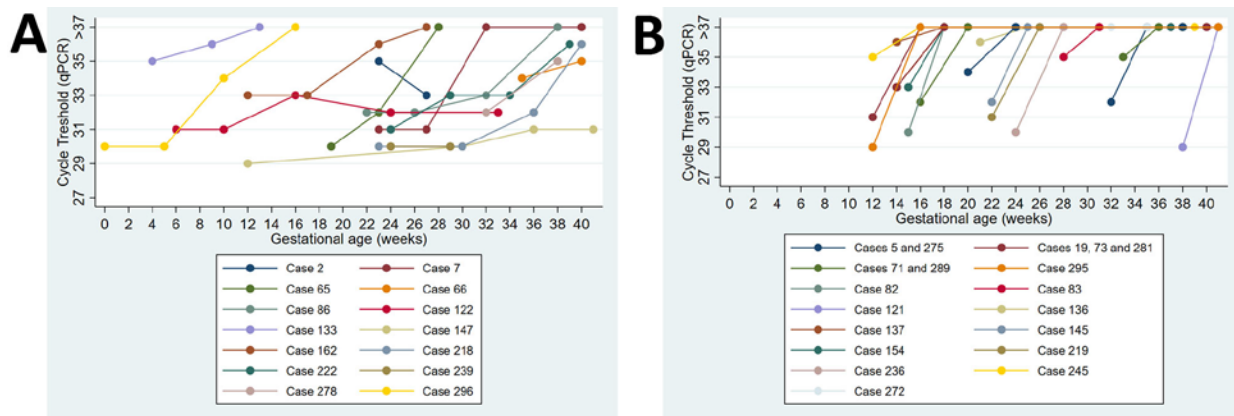 A
Cycle Treshold (qPCR)
>37
35
33
31
29
27
0 2 4 6 8 10 12 14 16 18 20 22 24 26 28 30 32 34 36 38 40
Gestational age (weeks)
Case 2 Case 7
Case 65 Case 66
Case 86 Case 122
Case 133 Case 147
Case 162 Case 218
Case 222 Case 239
Case 278 Case 296
B
Cycle Threshold (qPCR)
>37
35
33
31
29
27
0 2 4 6 8 10 12 14 16 18 20 22 24 26 28 30 32 34 36 38 40
Gestational age (weeks)
Cases 5 and 275 Cases 19, 73 and 281
Cases 71 and 289 Case 295
Case 82 Case 83
Case 121 Case 136
Case 137 Case 145
Case 154 Case 219
Case 236 Case 245
Case 272